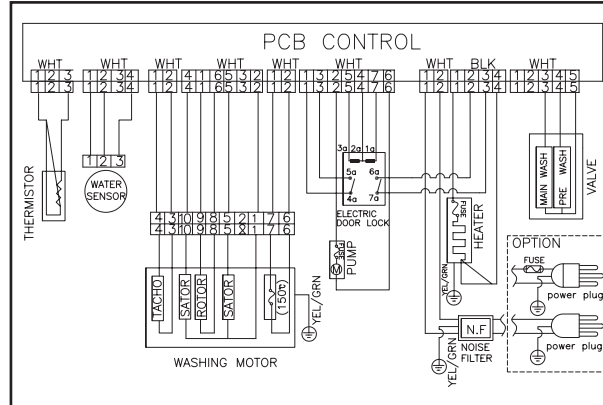 PCB CONTROL
WHT WHT WHT WHT WHT WHT BLK WHT
1 2 3 1 2 3 4 1 2 4 1 6 5 3 2 1 2 1 3 2 5 4 7 6 1 2 1 2 3 4 1 2 3 4 5
1 2 3 1 2 3 4 1 2 4 1 6 5 3 2 1 2 1 3 2 5 4 7 6 1 2 1 2 3 4 1 2 3 4 5
3a 2a 1a
5a 6a
4a 7a
ELECTRIC
DOOR LOCK
1 2 3
WATER
SENSOR
THERMISTOR
4 3 10 9 8 5 2 1 7 6
4 3 10 9 8 5 1 7 6
TACHO
SATOR
ROTOR
SATOR
(150℃)
YEL/GRN
WASHING MOTOR
FUSE
M
PUMP
FUSE
HEATER
YEL/GRN
MAIN WASH
PRE WASH
VALVE
OPTION
FUSE
power plug
N.F
NOISE
FILTER
YEL/GRN
power plug